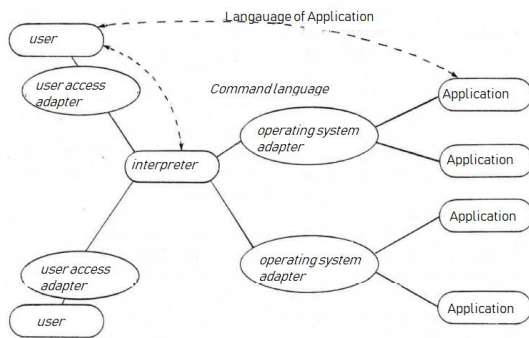 Langauage of Application
user
user access
adapter
Command language
Application
operating system
adapter
Application
interpreter
Application
user access
adapter
operating system
adapter
Application
user